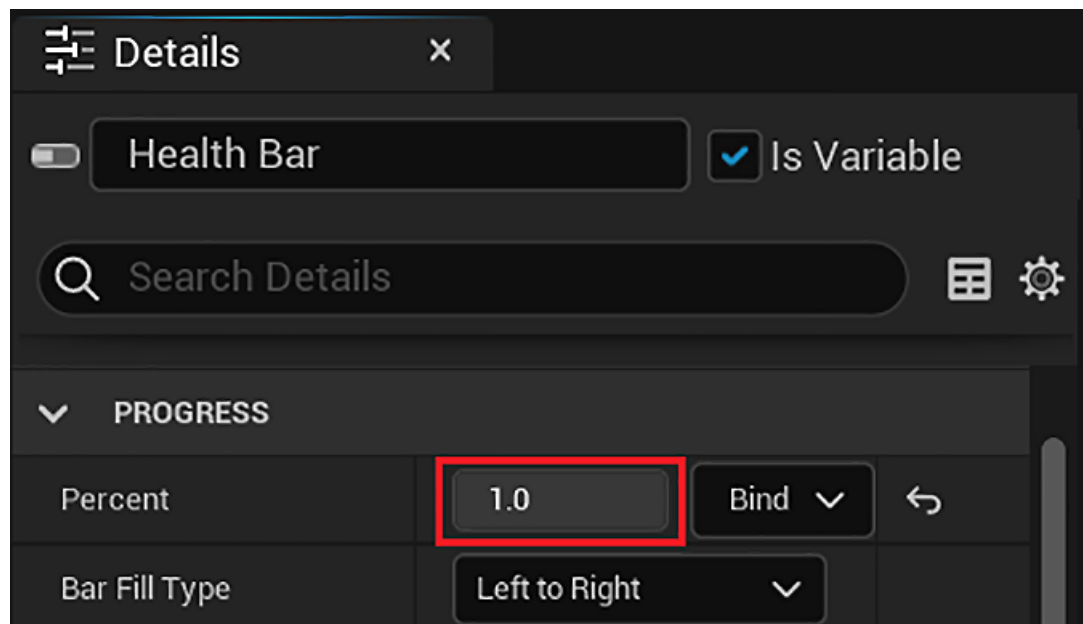 Details
Health Bar Is Variable
Search Details
PROGRESS
Percent 1.0 Bind
Bar Fill Type Left to Right